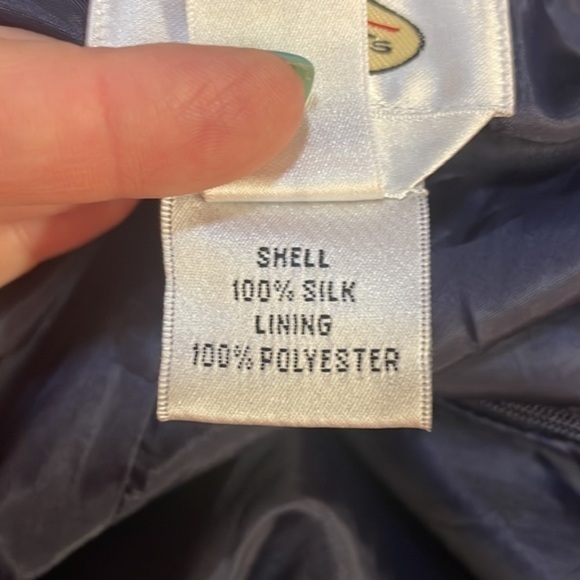 SHELL
100% SILK
LINING
100% POLYESTER